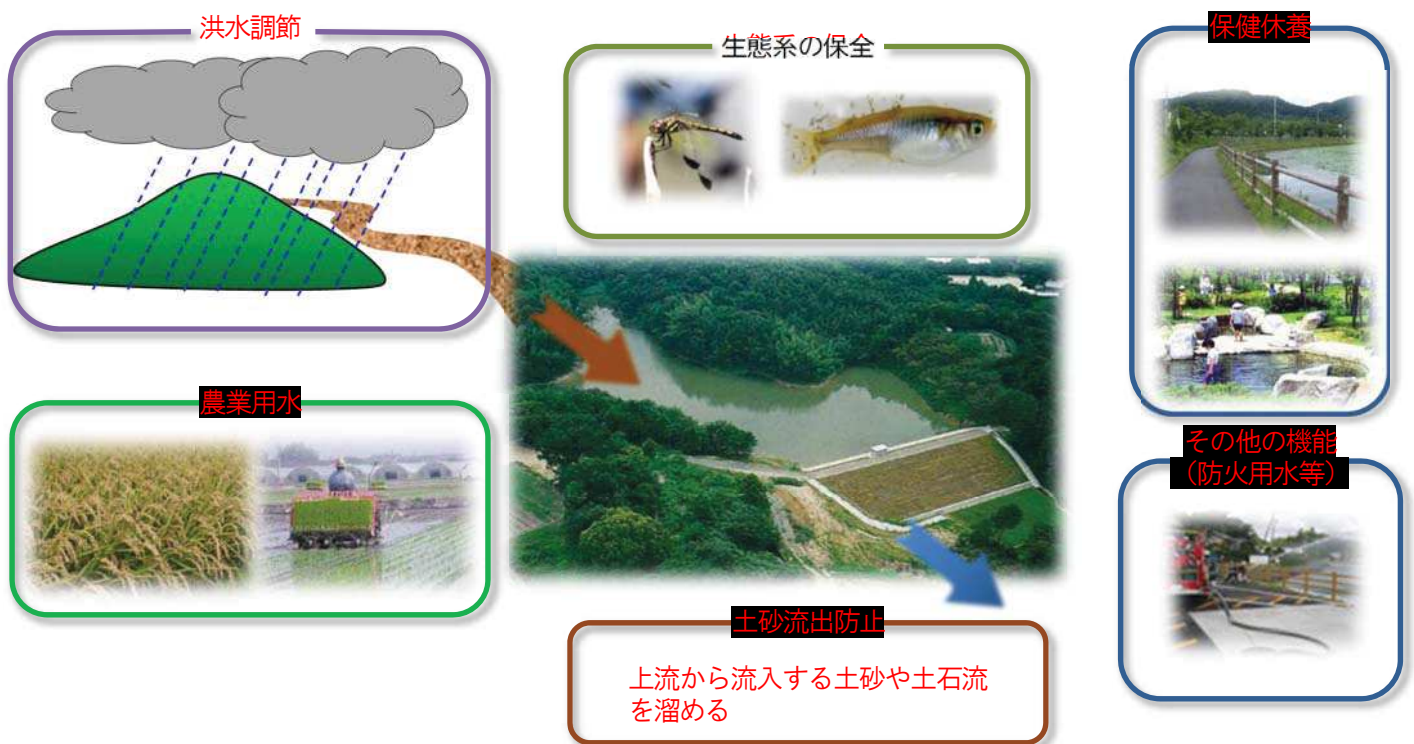 洪水調節
生態系の保全
保健休養
農業用水
その他の機能
（防火用水等）
土砂流出防止
上流から流入する土砂や土石流
を溜める